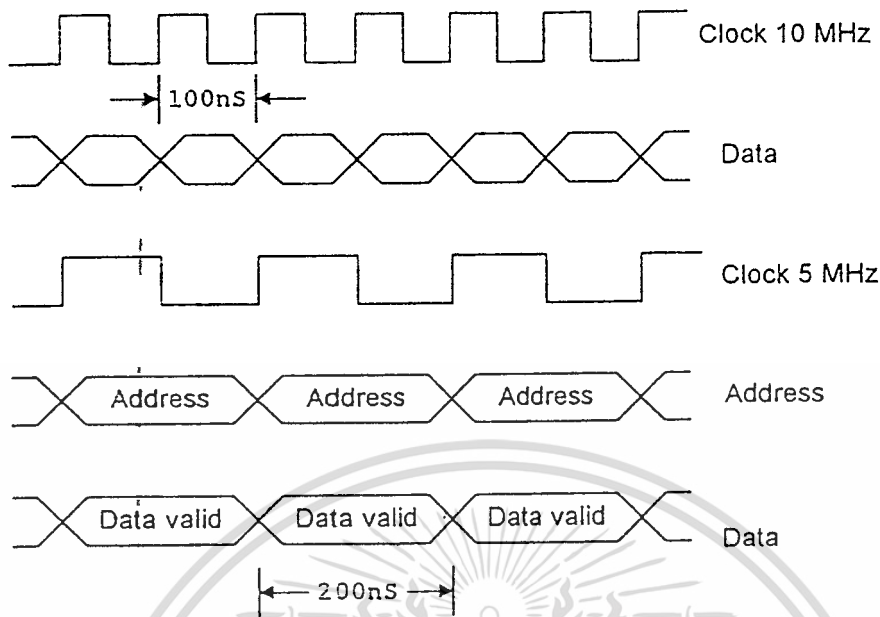 Clock 10 MHz
100nS
Data
Clock 5 MHz
Address Address Address Address
Data valid Data valid Data valid
Data
200nS